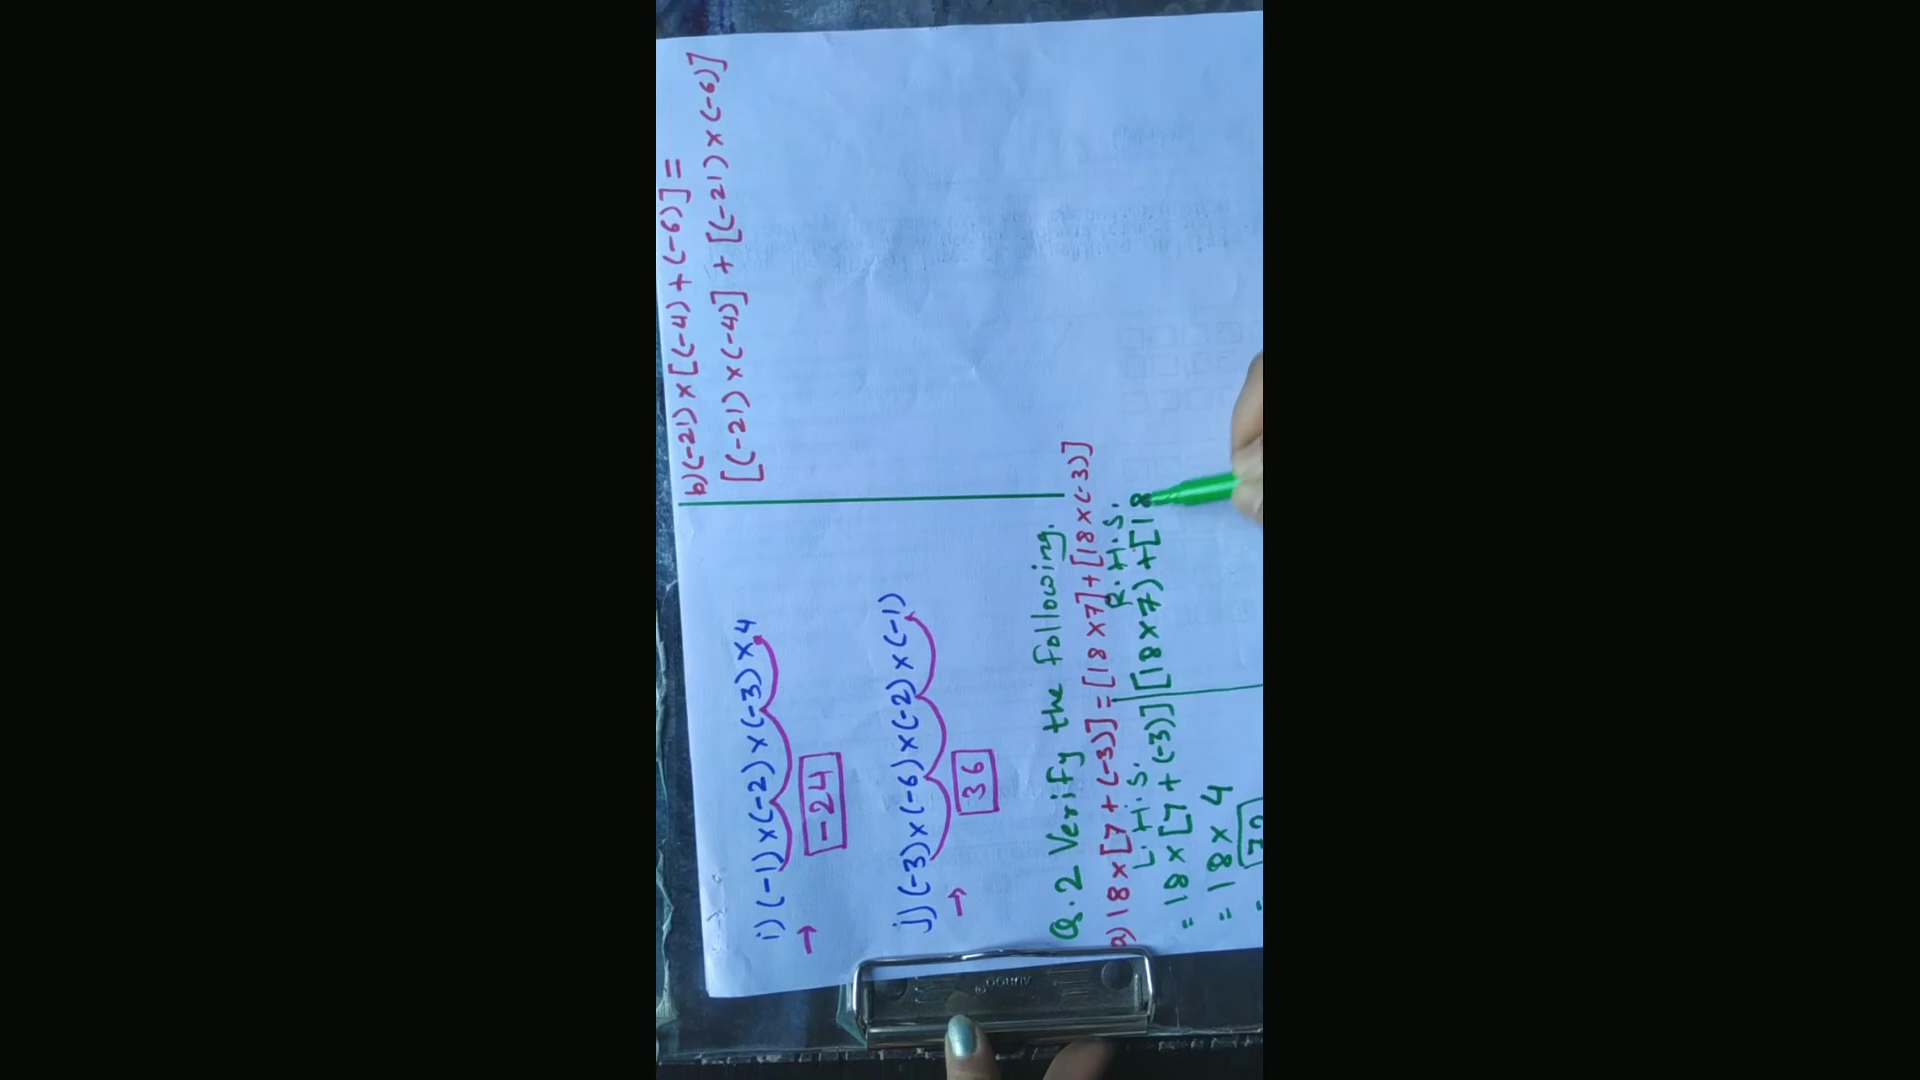 i) (-1) × (-2) × (-3) × 4
→ -24
j) (-3) × (-6) × (-2) × (-1)
→ 36
Q.2 Verify the following.
a) 18 × [7 + (-3)] = [18 × 7] + [18 × (-3)]
L.H.S. R.H.S.
= 18 × [7 + (-3)] [18 × 7) + [18
= 18 × 4
=
b) (-21) × [(-4) + (-6)] =
[(-21) × (-4)] + [(-21) × (-6)]